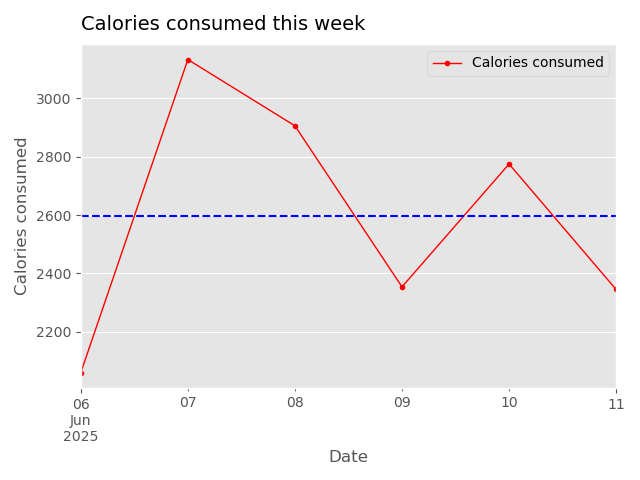 Calories consumed this week
Calories consumed
3000
2800
2600
2400
2200
Calories consumed
06 07 08 09 10 11
Jun
2025
Date